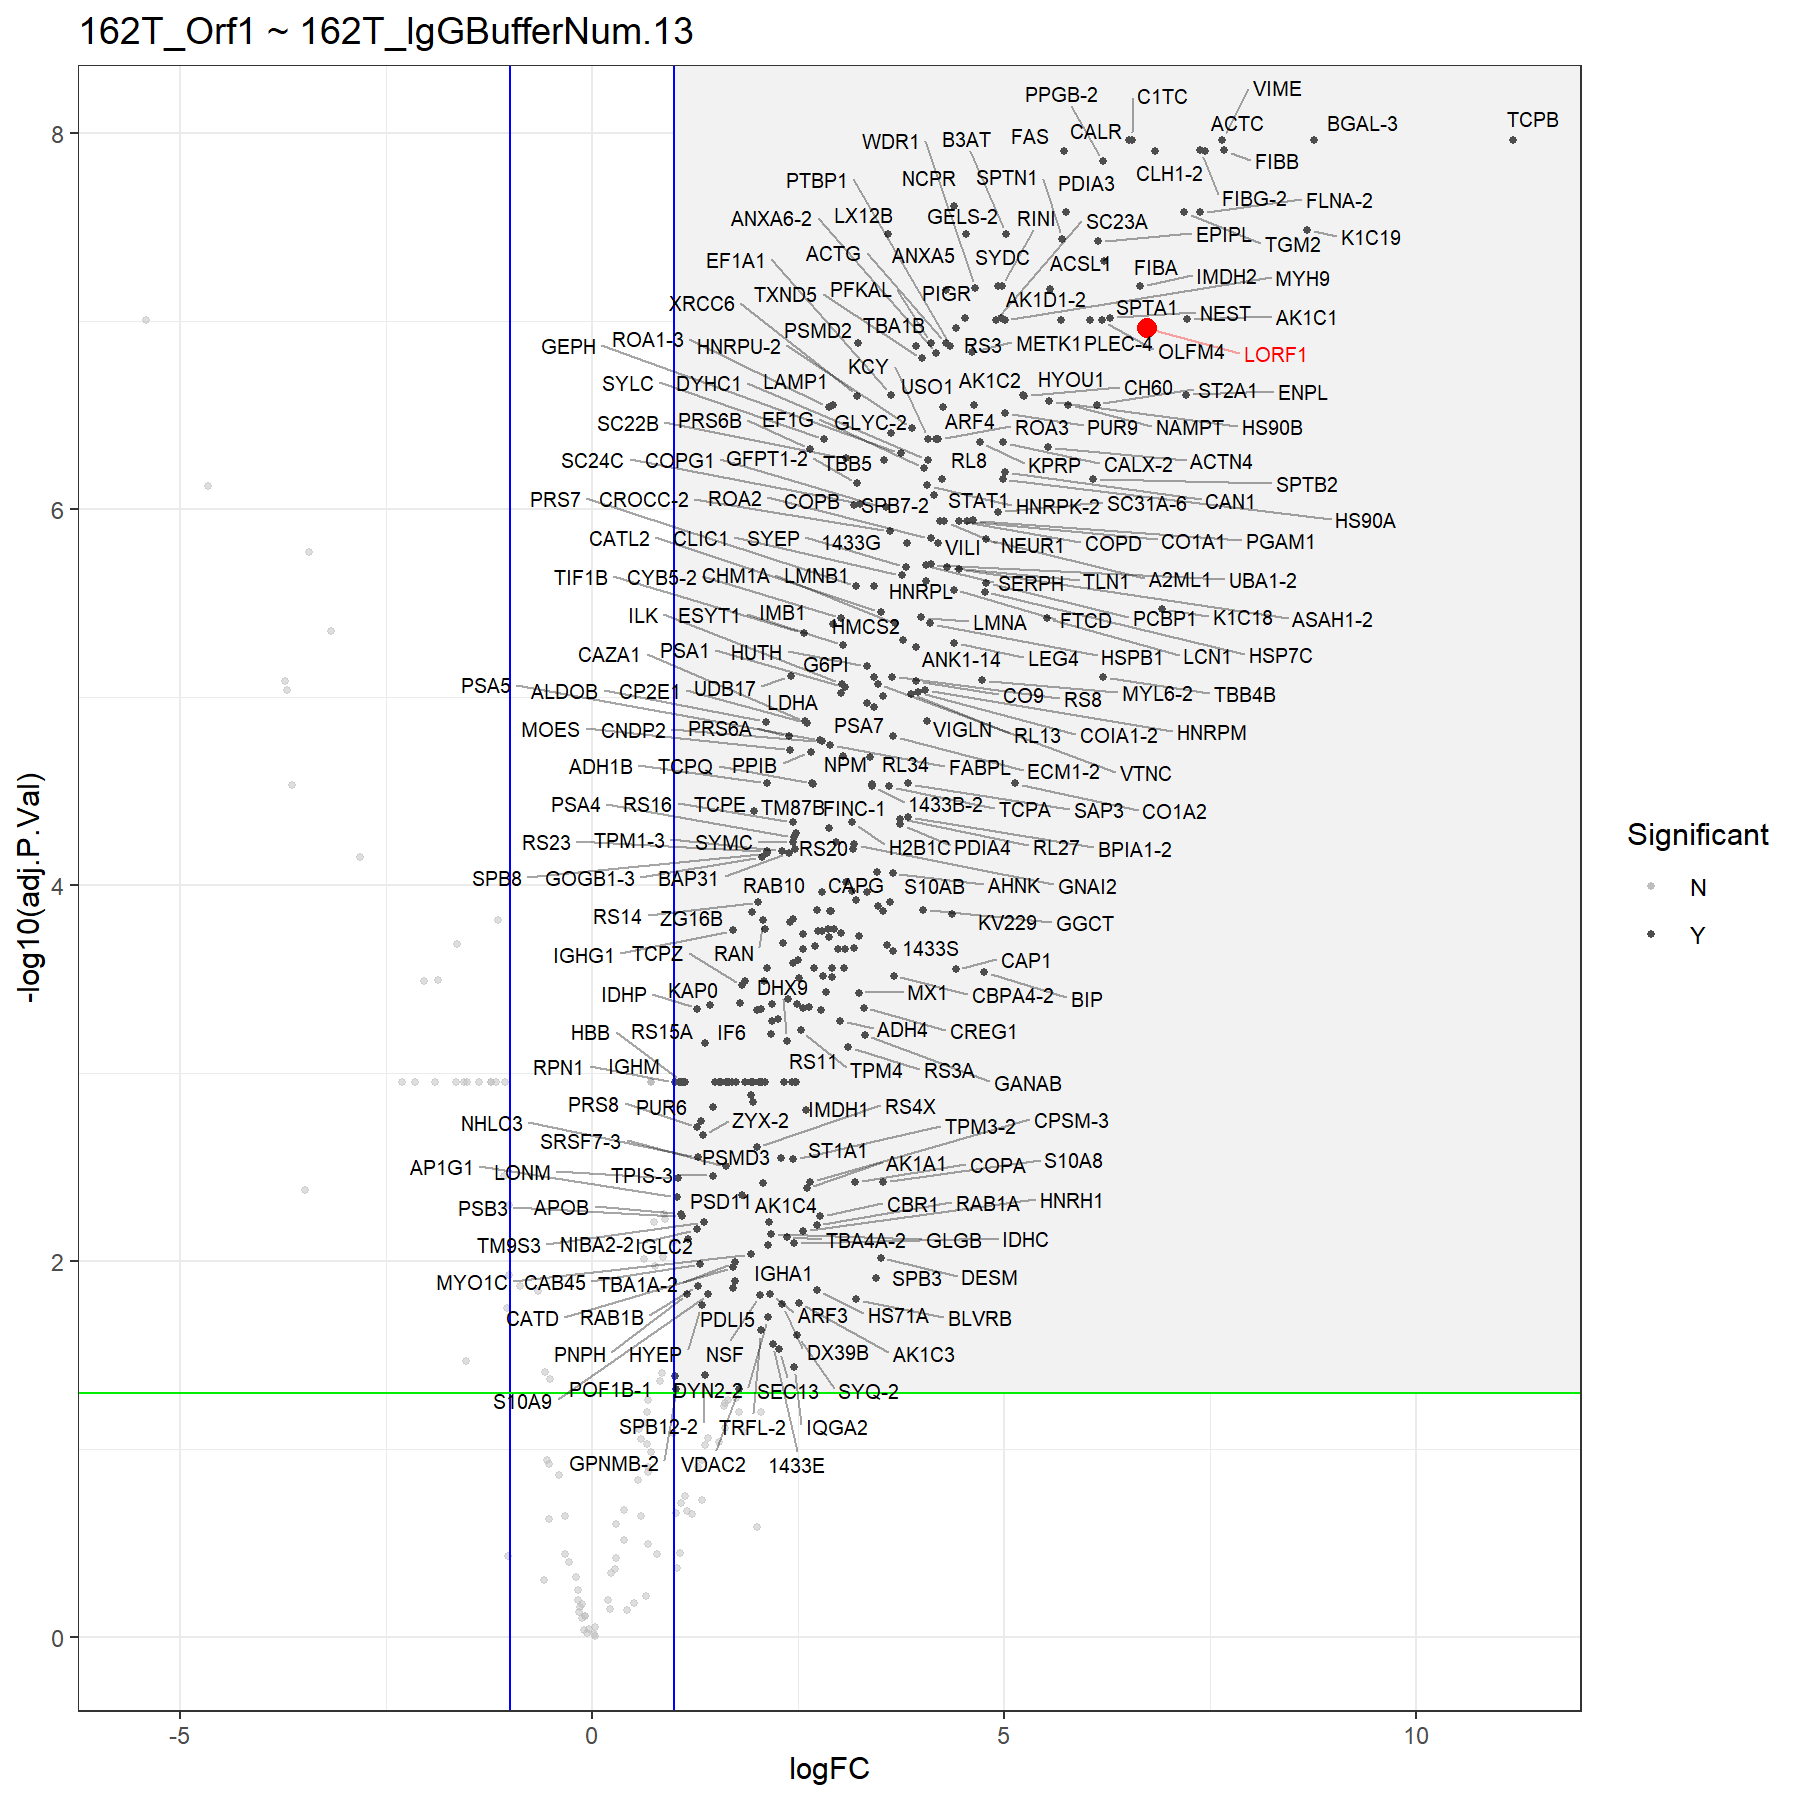 162T_Orf1 ~ 162T_IgGBufferNum.13
PPGB-2 C1TC VIME
WDR1 B3AT FAS CALR ACTC BGAL-3 TCPB
PTBP1 NCPR SPTN1 PDIA3 CLH1-2 FIBB
ANXA6-2 LX12B GELS-2 RINI SC23A FIBG-2 FLNA-2
EF1A1 ACTG ANXA5 SYDC ACSL1 EPIPL TGM2 K1C19
XRCC6 TXND5 PFKAL PIGR AK1D1-2 FIBA IMDH2 MYH9
GEPH ROA1-3 HNRPU-2 PSMD2 TBA1B RS3 METK1 PLEC-4 SPTA1 NEST AK1C1
OLFM4 LORF1
SYLC DYHC1 LAMP1 KCY USO1 AK1C2 HYOU1 CH60 ST2A1 ENPL
SC22B PRS6B EF1G GLYC-2 ARF4 ROA3 PUR9 NAMPT HS90B
SC24C COPG1 GFPT1-2 TBB5 RL8 KPRP CALX-2 ACTN4
SPTB2
PRS7 CROCC-2 ROA2 COPB SPB7-2 STAT1 HNRPK-2 SC31A-6 CAN1
HS90A
CATL2 CLIC1 SYEP 1433G VILI NEUR1 COPD CO1A1 PGAM1
TIF1B CYB5-2 CHM1A LMNB1 HNRPL SERPH TLN1 A2ML1 UBA1-2
ILK ESYT1 IMB1 HMCS2 LMNA FTCD PCBP1 K1C18 ASAH1-2
CAZA1 PSA1 HUTH G6PI ANK1-14 LEG4 HSPB1 LCN1 HSP7C
PSA5 ALDOB CP2E1 UDB17 LDHA CO9 RS8 MYL6-2 TBB4B
MOES CNDP2 PRS6A PSA7 VIGLN RL13 COIA1-2 HNRPM
ADH1B TCPQ PPIB NPM RL34 FABPL ECM1-2 VTNC
PSA4 RS16 TCPE TM87B FINC-1 1433B-2 TCPA SAP3 CO1A2
RS23 TPM1-3 SYMC RS20 H2B1C PDIA4 RL27 BPIA1-2
SPB8 GOGB1-3 BAP31 RAB10 CAPG S10AB AHNK GNAI2
RS14 ZG16B KV229 GGCT
IGHG1 TCPZ RAN 1433S CAP1
IDHP KAP0 DHX9 MX1 CBPA4-2 BIP
HBB RS15A IF6 ADH4 CREG1
RPN1 IGHM RS11 TPM4 RS3A GANAB
PRS8 PUR6 ZYX-2 IMDH1 RS4X
NHLC3 SRSF7-3 TPM3-2 CPSM-3
AP1G1 LONM TPIS-3 PSMD3 ST1A1 AK1A1 COPA S10A8
PSB3 APOB PSD11 AK1C4 CBR1 RAB1A HNRH1
TM9S3 NIBA2-2 IGLC2 TBA4A-2 GLGB IDHC
MYO1C CAB45 TBA1A-2 IGHA1 SPB3 DESM
CATD RAB1B PDLI5 ARF3 HS71A BLVRB
PNPH HYEP NSF DX39B AK1C3
S10A9 POF1B-1 DYN2-2 SEC13 SYQ-2
SPB12-2 TRFL-2 IQGA2
GPNMB-2 VDAC2 1433E
8
6
4
2
0
-log10(adj.P.Val)
-5 0 5 10
logFC
Significant
N
Y